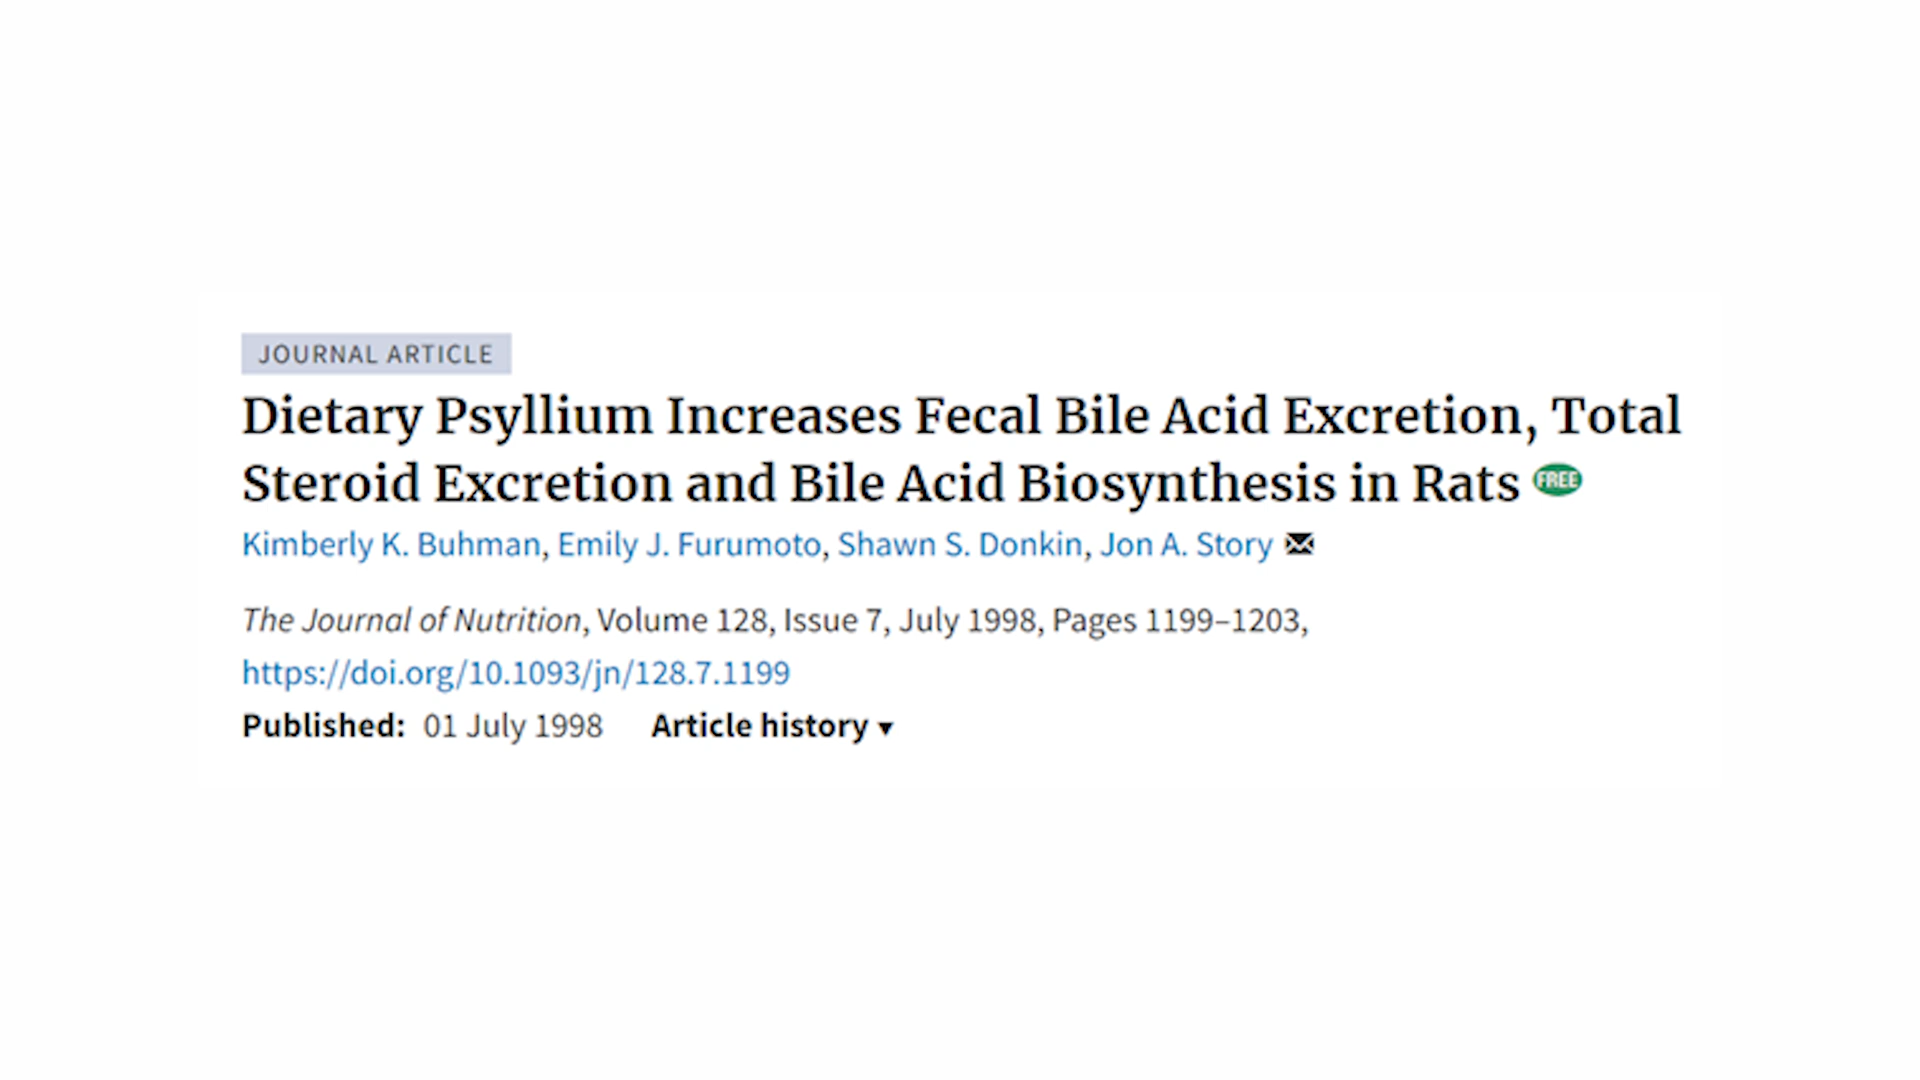 JOURNAL ARTICLE
Dietary Psyllium Increases Fecal Bile Acid Excretion, Total
Steroid Excretion and Bile Acid Biosynthesis in Rats FREE
Kimberly K. Buhman, Emily J. Furumoto, Shawn S. Donkin, Jon A. Story
The Journal of Nutrition, Volume 128, Issue 7, July 1998, Pages 1199–1203,
https://doi.org/10.1093/jn/128.7.1199
Published: 01 July 1998 Article history